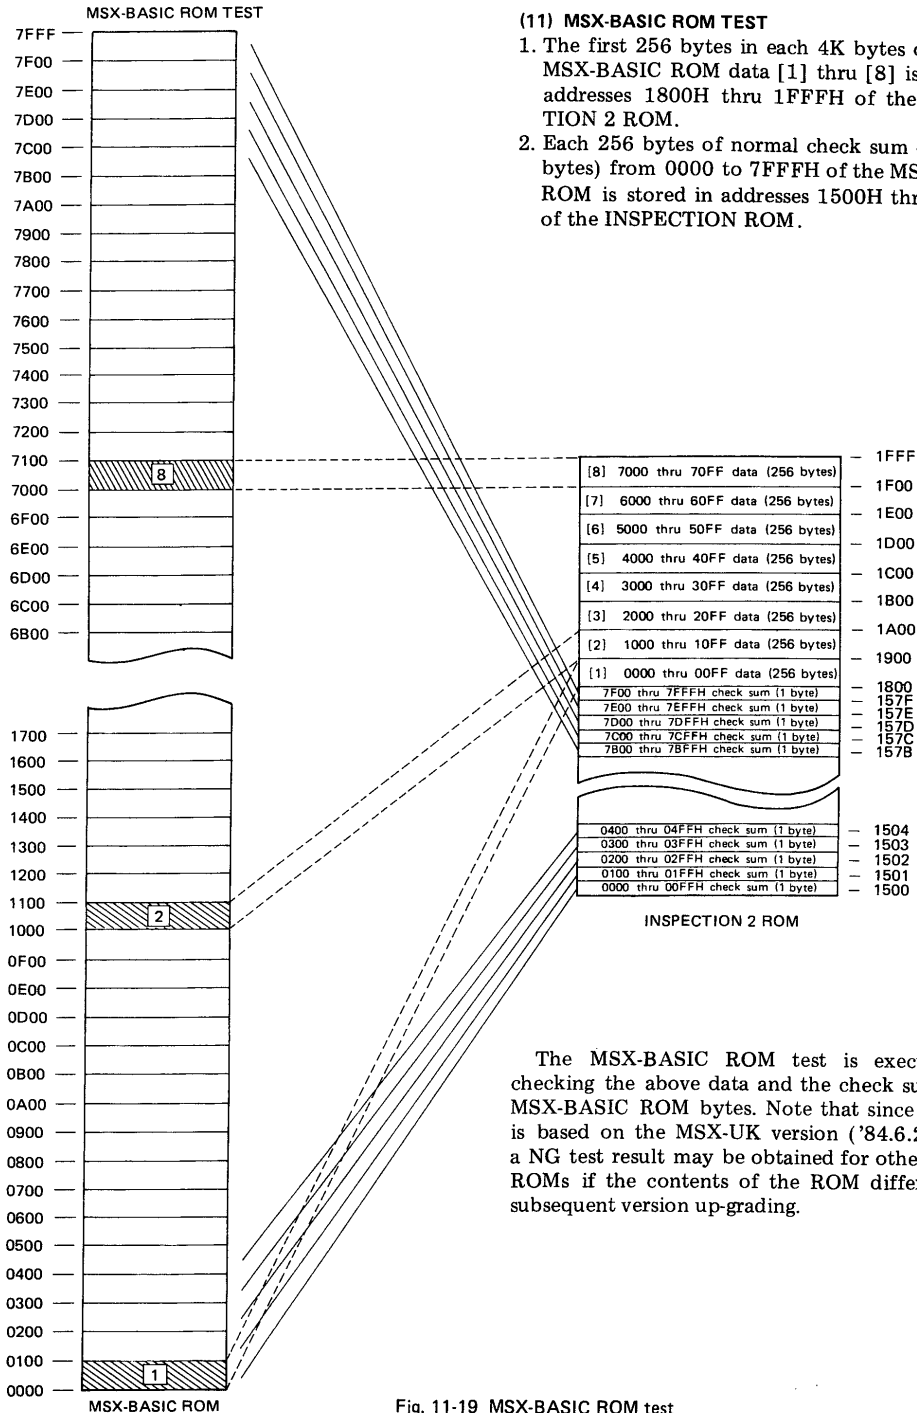 MSX-BASIC ROM TEST
7FFF
7F00
7E00
7D00
7C00
7B00
7A00
7900
7800
7700
7600
7500
7400
7300
7200
7100
8
7000
6F00
6E00
6D00
6C00
6B00
1700
1600
1500
1400
1300
1200
1100
2
1000
0F00
0E00
0D00
0C00
0B00
0A00
0900
0800
0700
0600
0500
0400
0300
0200
0100
1
0000
MSX-BASIC ROM
(11) MSX-BASIC ROM TEST
1. The first 256 bytes in each 4K bytes
MSX-BASIC ROM data [1] thru [8] is
addresses 1800H thru 1FFFH of the
TION 2 ROM.
2. Each 256 bytes of normal check sum
bytes) from 0000 to 7FFFH of the
ROM is stored in addresses 1500H
of the INSPECTION ROM.
1FFF
[8] 7000 thru 70FF data (256 bytes)
1F00
[7] 6000 thru 60FF data (256 bytes)
1E00
[6] 5000 thru 50FF data (256 bytes)
1D00
[5] 4000 thru 40FF data (256 bytes)
1C00
[4] 3000 thru 30FF data (256 bytes)
1B00
[3] 2000 thru 20FF data (256 bytes)
1A00
[2] 1000 thru 10FF data (256 bytes)
1900
[1] 0000 thru 00FF data (256 bytes)
1800
7F00 thru 7FFFH check sum (1 byte)
157F
7E00 thru 7EFFH check sum (1 byte)
157E
7D00 thru 7DFFH check sum (1 byte)
157D
7C00 thru 7CFFH check sum (1 byte)
157C
7B00 thru 7BFFH check sum (1 byte)
157B
0400 thru 04FFH check sum (1 byte)
1504
0300 thru 03FFH check sum (1 byte)
1503
0200 thru 02FFH check sum (1 byte)
1502
0100 thru 01FFH check sum (1 byte)
1501
0000 thru 00FFH check sum (1 byte)
1500
INSPECTION 2 ROM
The MSX-BASIC ROM test is
checking the above data and the check
MSX-BASIC ROM bytes. Note that since
is based on the MSX-UK version ('84.6.2
a NG test result may be obtained for
ROMs if the contents of the ROM
subsequent version up-grading.
Fig. 11-19 MSX-BASIC ROM test